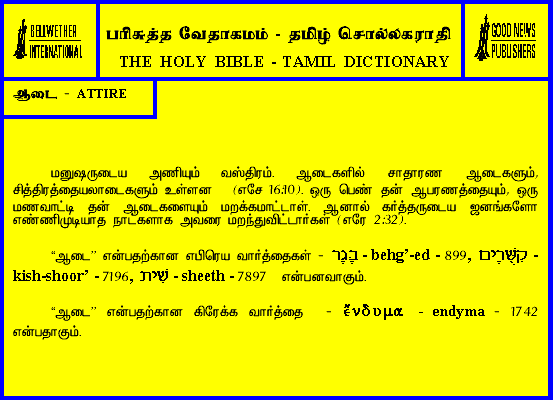 BELLWETHER
INTERNATIONAL
பரிசுத்த வேதாகமம் - தமிழ் சொல்லகராதி
THE HOLY BIBLE - TAMIL DICTIONARY
GOOD NEWS
PUBLISHERS
ஆடை - ATTIRE
மனுஷருடைய அணியும் வஸ்திரம். ஆடைகளில் சாதாரண ஆடைகளும்,
சித்திரத்தையலாடைகளும் உள்ளன (எசே 16:10). ஒரு பெண் தன் ஆபரணத்தையும், ஒரு
மணவாட்டி தன் ஆடைகளையும் மறக்கமாட்டாள். ஆனால் கர்த்தருடைய ஜனங்களோ
எண்ணிமுடியாத நாட்களாக அவரை மறந்துவிட்டார்கள் (எரே 2:32).
“ஆடை” என்பதற்கான எபிரெய வார்த்தைகள் - בֶּגֶד - behg’-ed - 899, קִשֻּׁרִים -
kish-shoor’ - 7196, שִׁית - sheeth - 7897 என்பனவாகும்.
“ஆடை” என்பதற்கான கிரேக்க வார்த்தை - ἔνδυμα - endyma - 1742
என்பதாகும்.